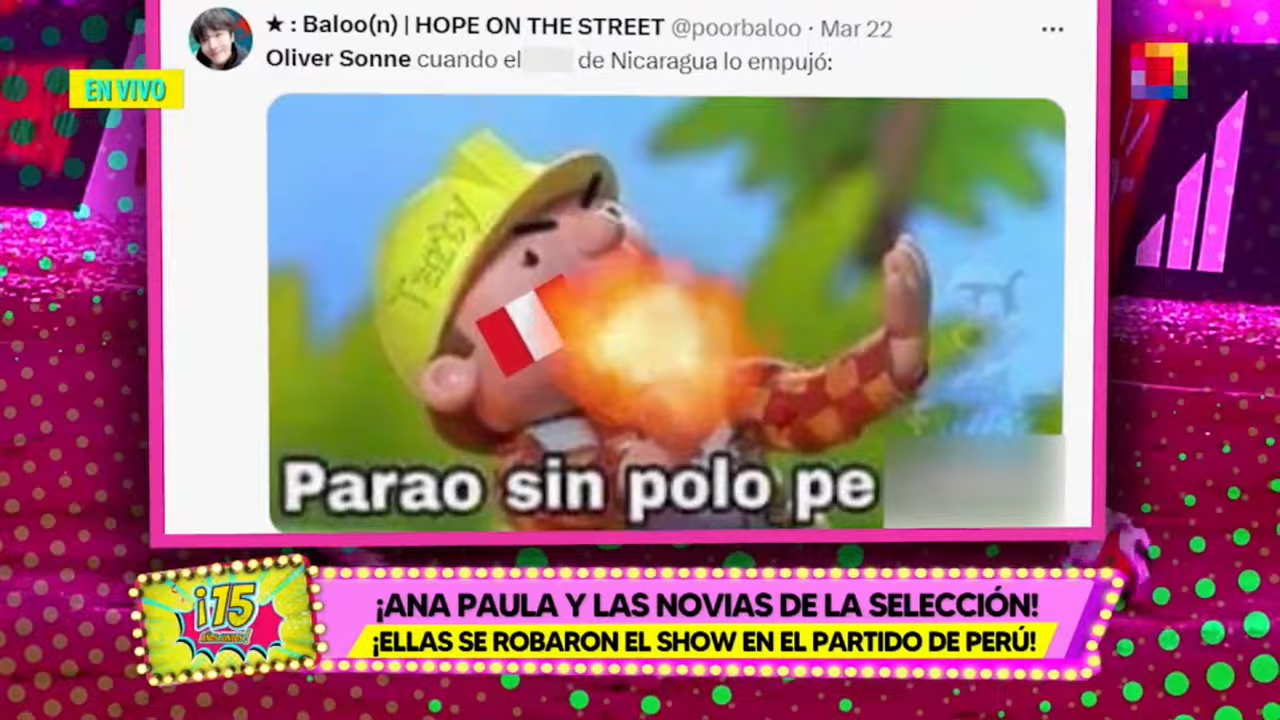 ★ : Baloo(n) | HOPE ON THE STREET @poorbaloo · Mar 22
Oliver Sonne cuando el de Nicaragua lo empujó:
EN VIVO
Parao sin polo pe
¡15
¡ANA PAULA Y LAS NOVIAS DE LA SELECCIÓN!
¡ELLAS SE ROBARON EL SHOW EN EL PARTIDO DE PERÚ!